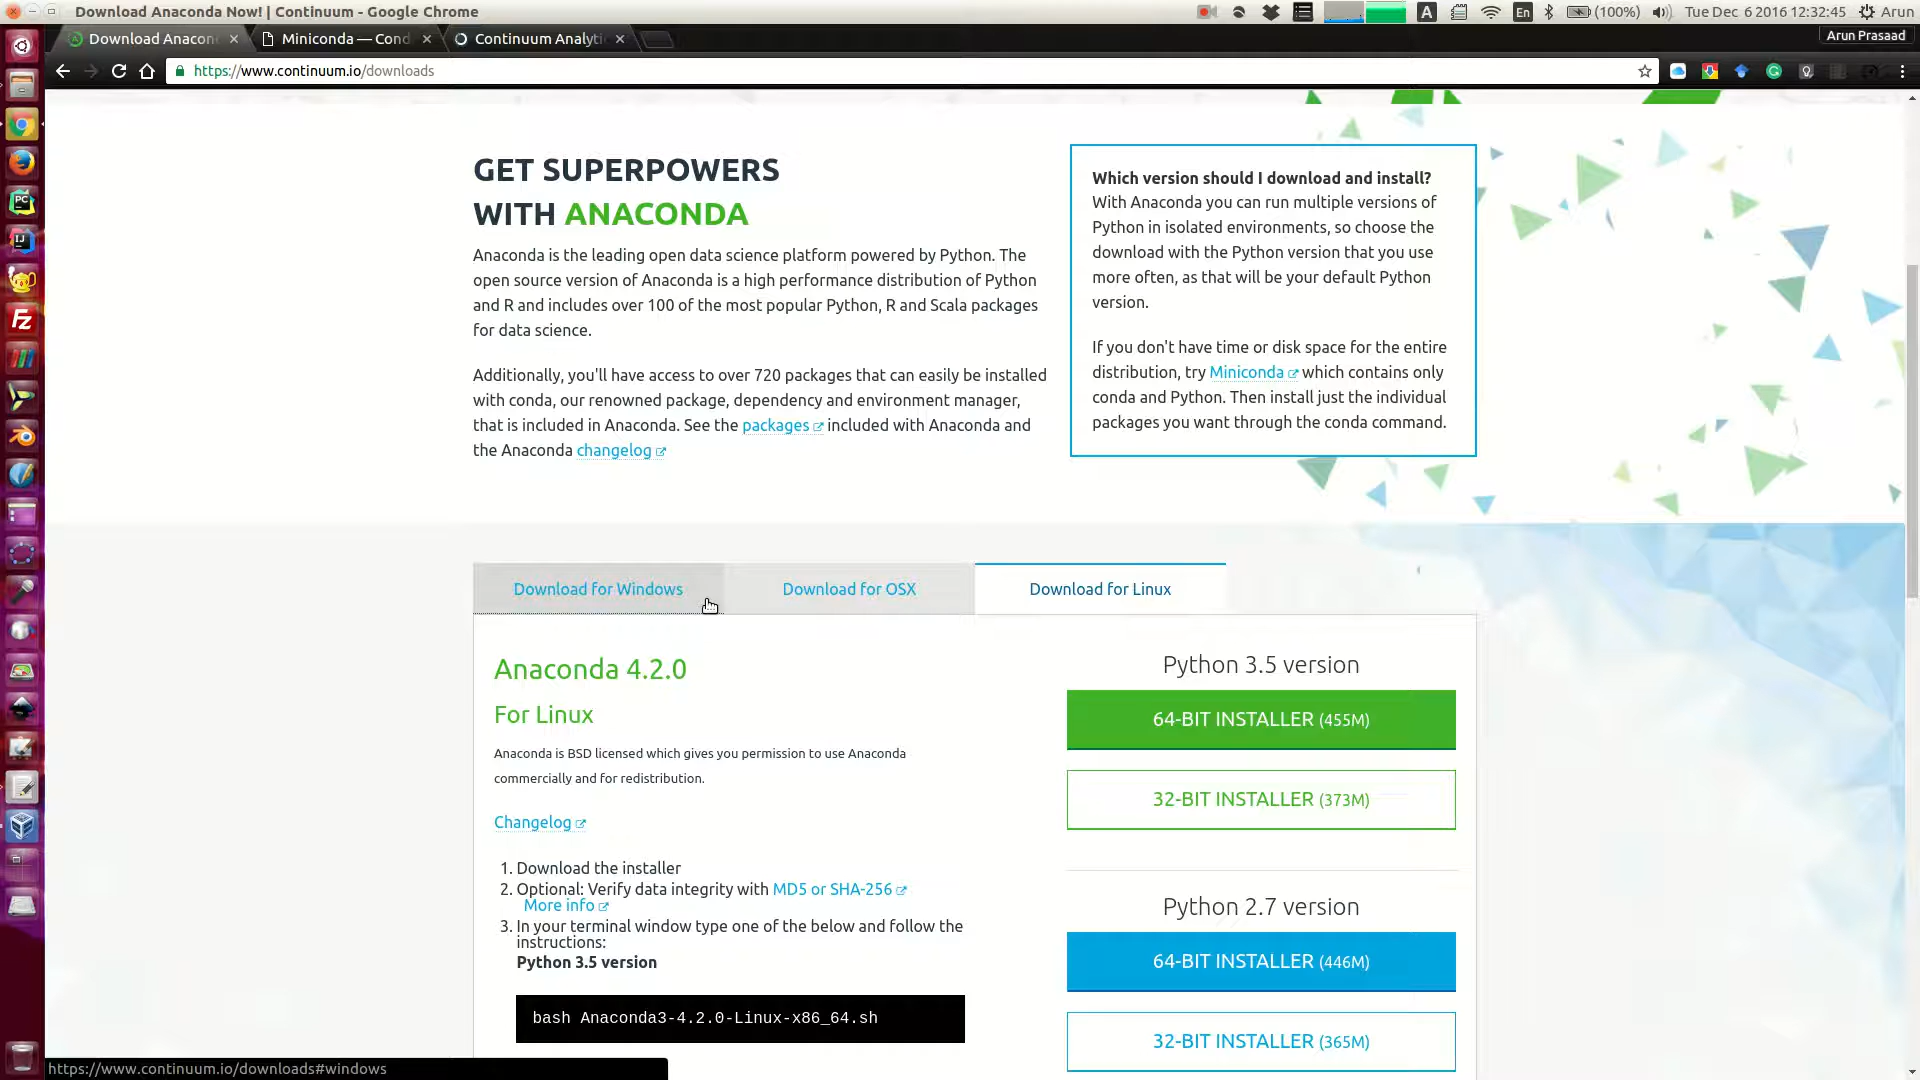 Download Anaconda Now! | Continuum - Google Chrome
A
En
(100%)
Tue Dec 6 2016 12:32:45
Arun
Download Anacon
Miniconda — Cond
Continuum Analyti
Arun Prasaad
https://www.continuum.io/downloads
GET SUPERPOWERS
WITH ANACONDA
Anaconda is the leading open data science platform powered by Python. The
open source version of Anaconda is a high performance distribution of Python
and R and includes over 100 of the most popular Python, R and Scala packages
for data science.
Additionally, you'll have access to over 720 packages that can easily be installed
with conda, our renowned package, dependency and environment manager,
that is included in Anaconda. See the packages included with Anaconda and
the Anaconda changelog
Which version should I download and install?
With Anaconda you can run multiple versions of
Python in isolated environments, so choose the
download with the Python version that you use
more often, as that will be your default Python
version.
If you don't have time or disk space for the entire
distribution, try Miniconda which contains only
conda and Python. Then install just the individual
packages you want through the conda command.
Download for Windows
Download for OSX
Download for Linux
Anaconda 4.2.0
For Linux
Anaconda is BSD licensed which gives you permission to use Anaconda
commercially and for redistribution.
Changelog
1. Download the installer
2. Optional: Verify data integrity with MD5 or SHA-256
More info
3. In your terminal window type one of the below and follow the
instructions:
Python 3.5 version
bash Anaconda3-4.2.0-Linux-x86_64.sh
Python 3.5 version
64-BIT INSTALLER (455M)
32-BIT INSTALLER (373M)
Python 2.7 version
64-BIT INSTALLER (446M)
32-BIT INSTALLER (365M)
PC
IJ
FZ
https://www.continuum.io/downloads#windows